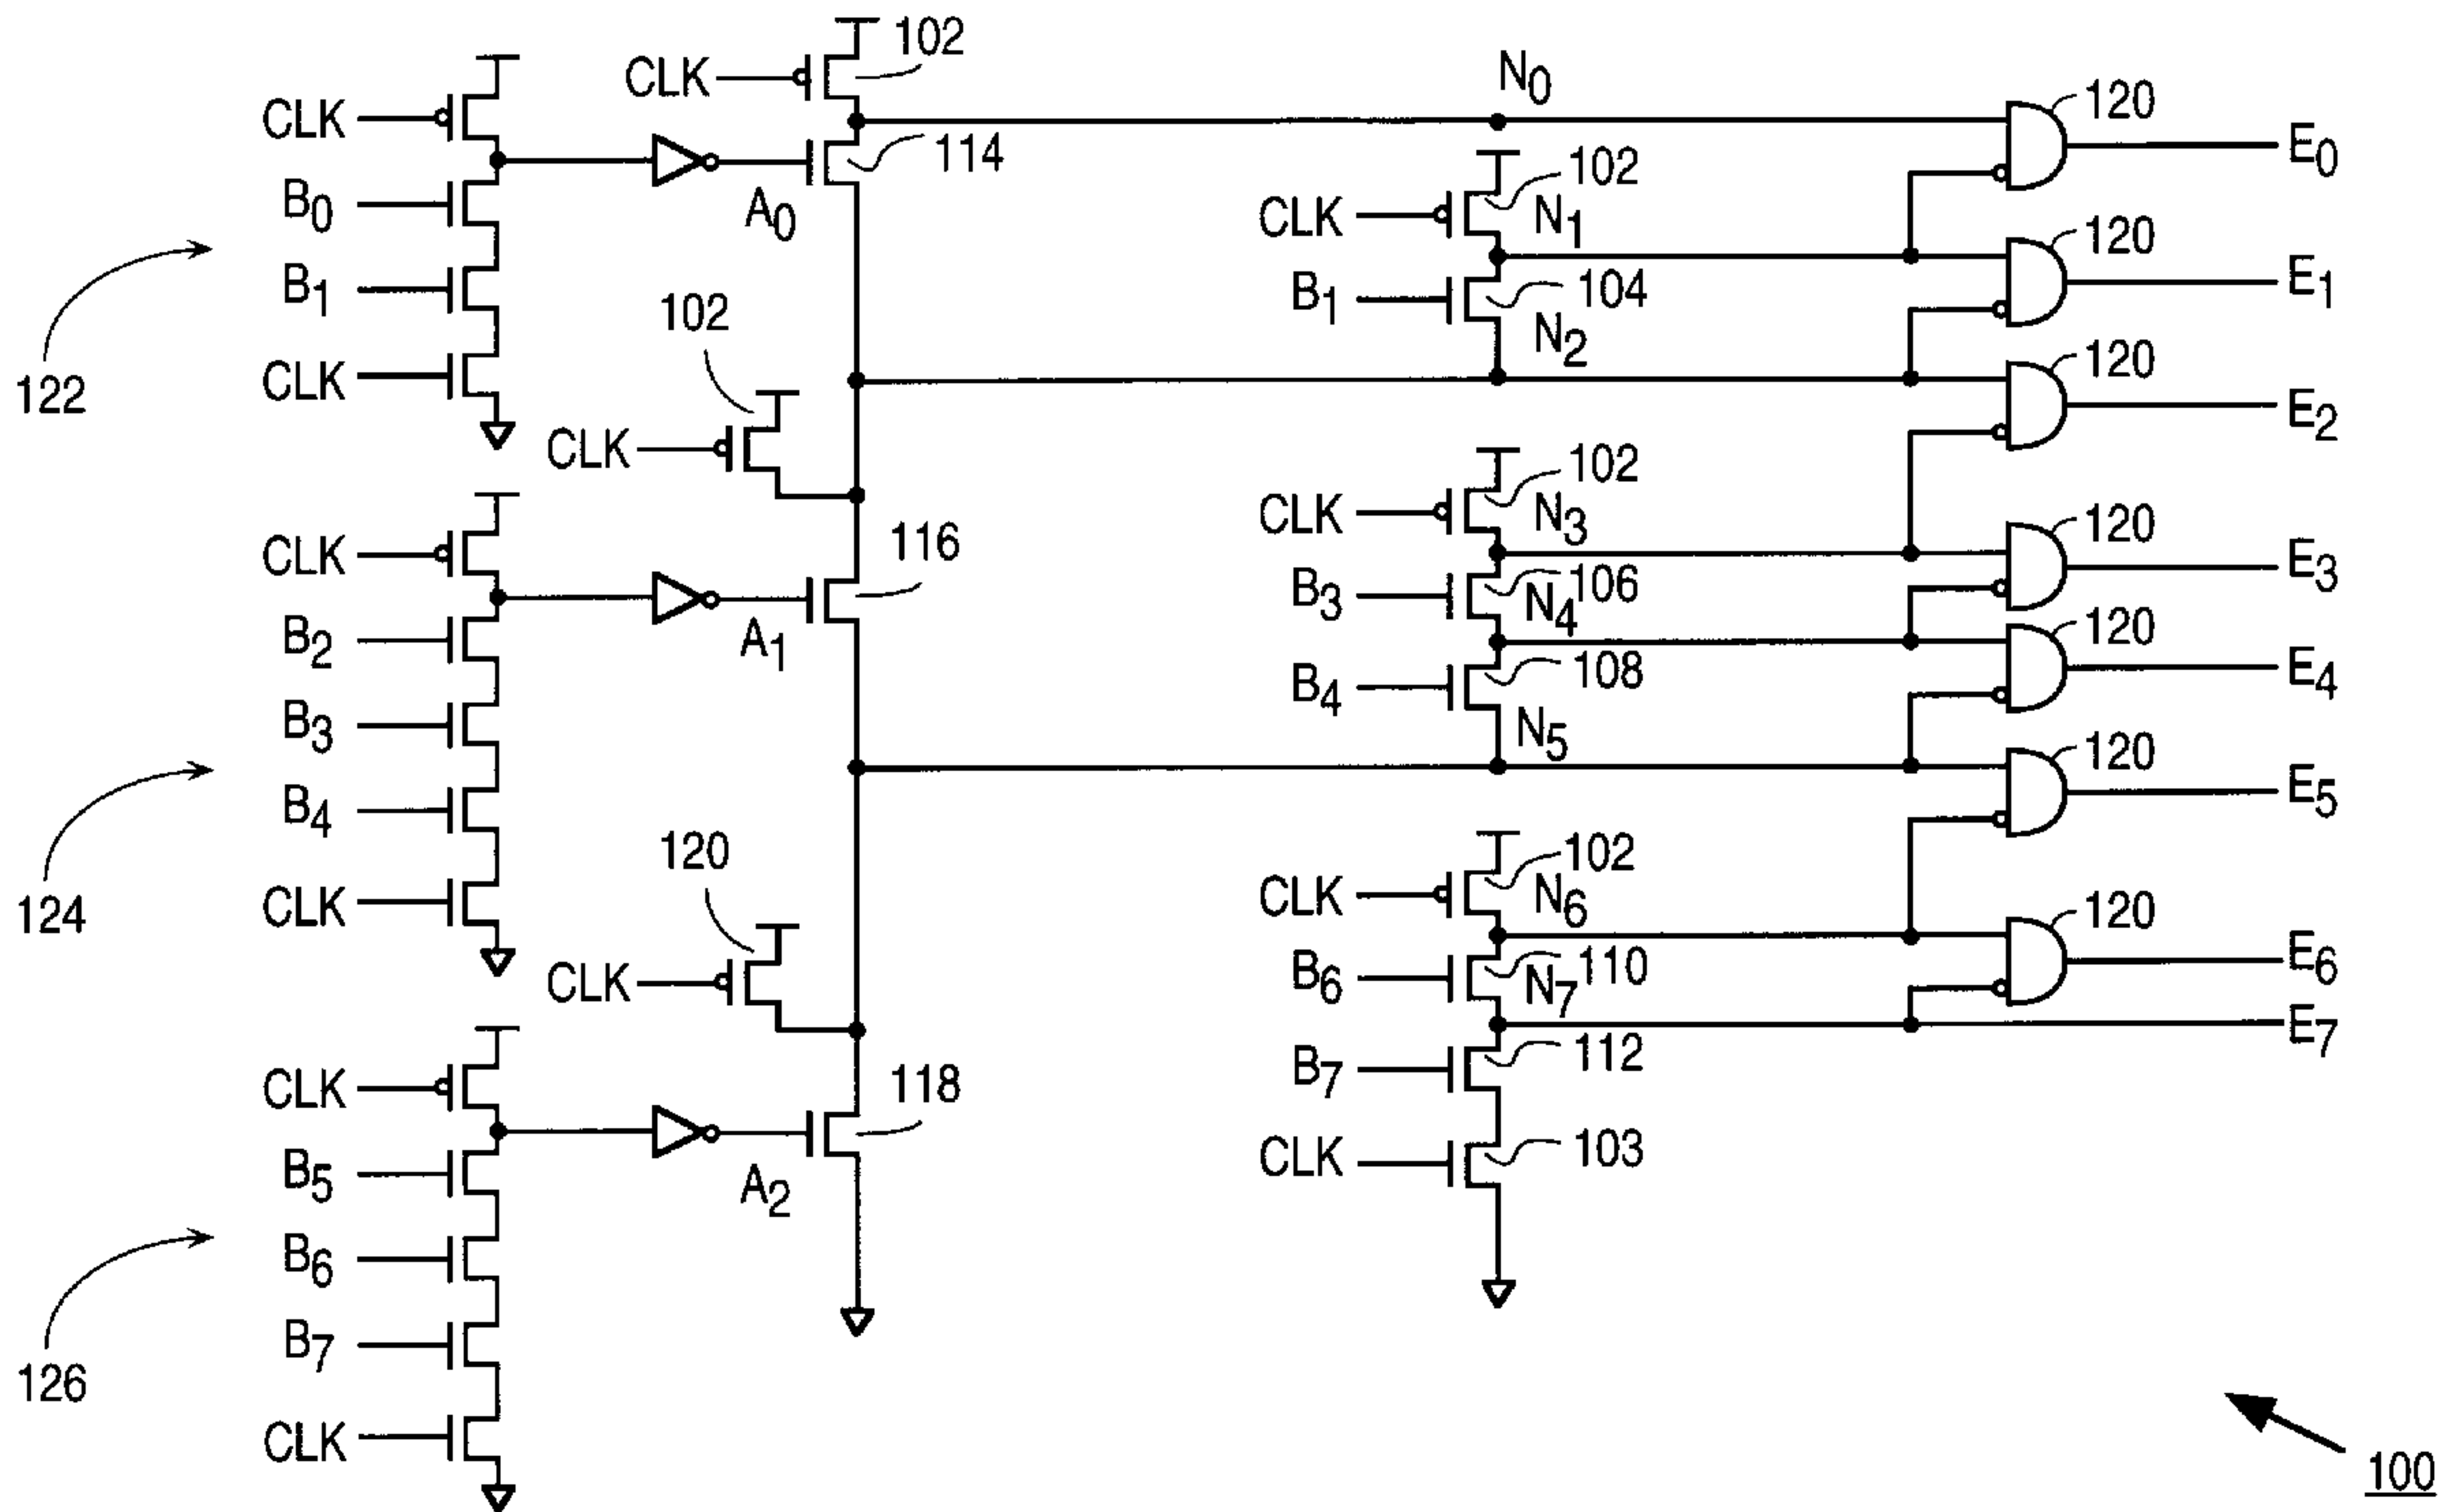 CLK
102
N₀
120
E₀
CLK
114
A₀
B₀
102
CLK
N₁
120
E₁
B₁
102
B₁
104
N₂
120
E₂
122
CLK
CLK
102
CLK
N₃
120
E₃
CLK
116
B₃
N₄
106
120
E₄
B₂
A₁
B₄
108
B₃
N₅
120
E₅
B₄
120
102
CLK
N₆
120
E₆
124
CLK
CLK
B₆
N₇
110
E₇
CLK
118
B₇
112
B₅
A₂
CLK
103
B₆
B₇
126
CLK
100